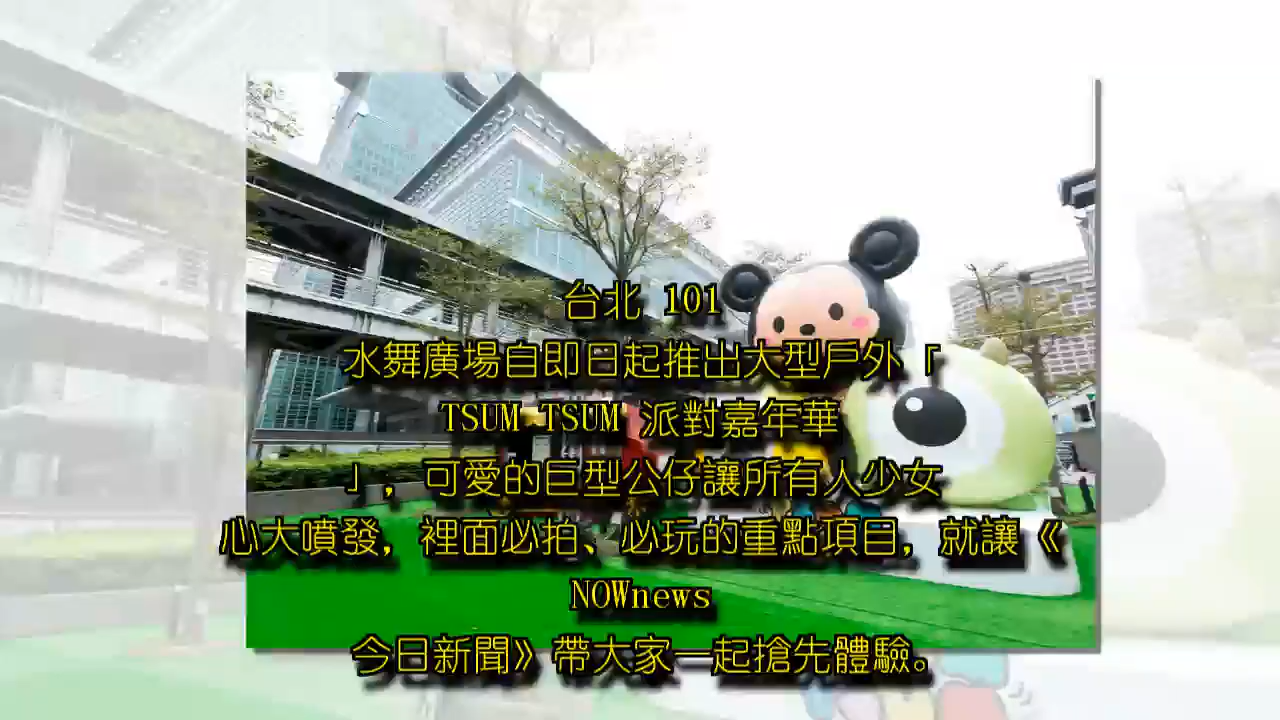 台北 101
水舞廣場自即日起推出大型戶外「
TSUM TSUM 派對嘉年華
」，可愛的巨型公仔讓所有人少女
心大噴發，裡面必拍、必玩的重點項目，就讓《
NOWnews
今日新聞》帶大家一起搶先體驗。